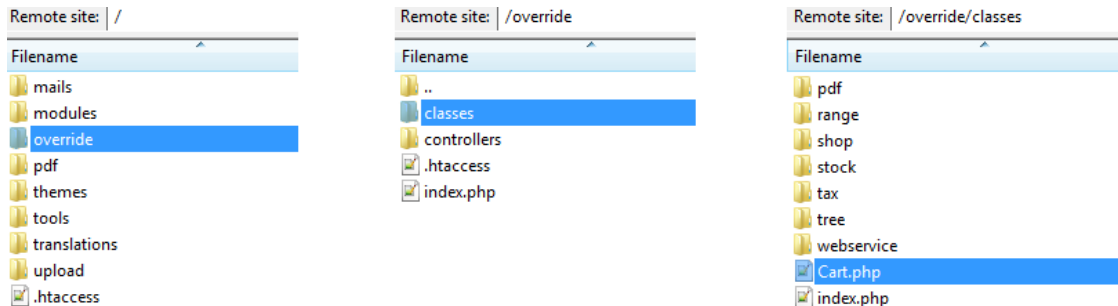 Remote site: /
Filename
mails
modules
override
pdf
themes
tools
translations
upload
.htaccess
Remote site: /override
Filename
..
classes
controllers
.htaccess
index.php
Remote site: /override/classes
Filename
pdf
range
shop
stock
tax
tree
webservice
Cart.php
index.php